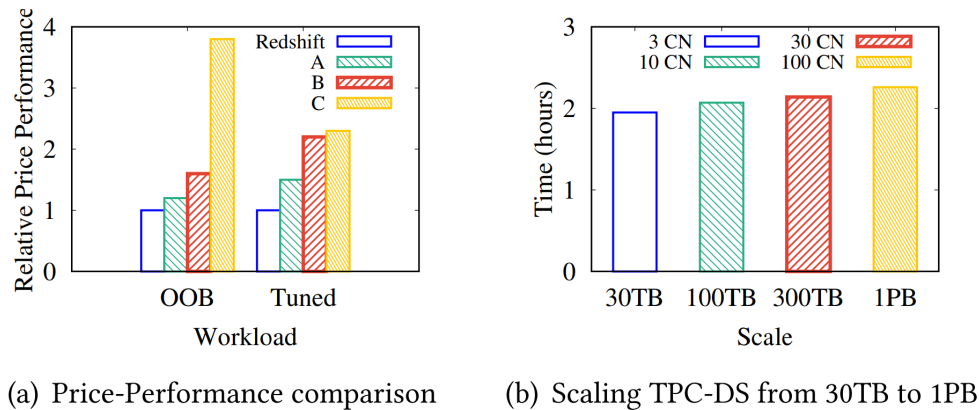 Relative Price Performance
4
3
2
1
0
Redshift
A
B
C
OOB Tuned
Workload
(a) Price-Performance comparison
Time (hours)
3
2
1
0
3 CN 30 CN
10 CN 100 CN
30TB 100TB 300TB 1PB
Scale
(b) Scaling TPC-DS from 30TB to 1PB